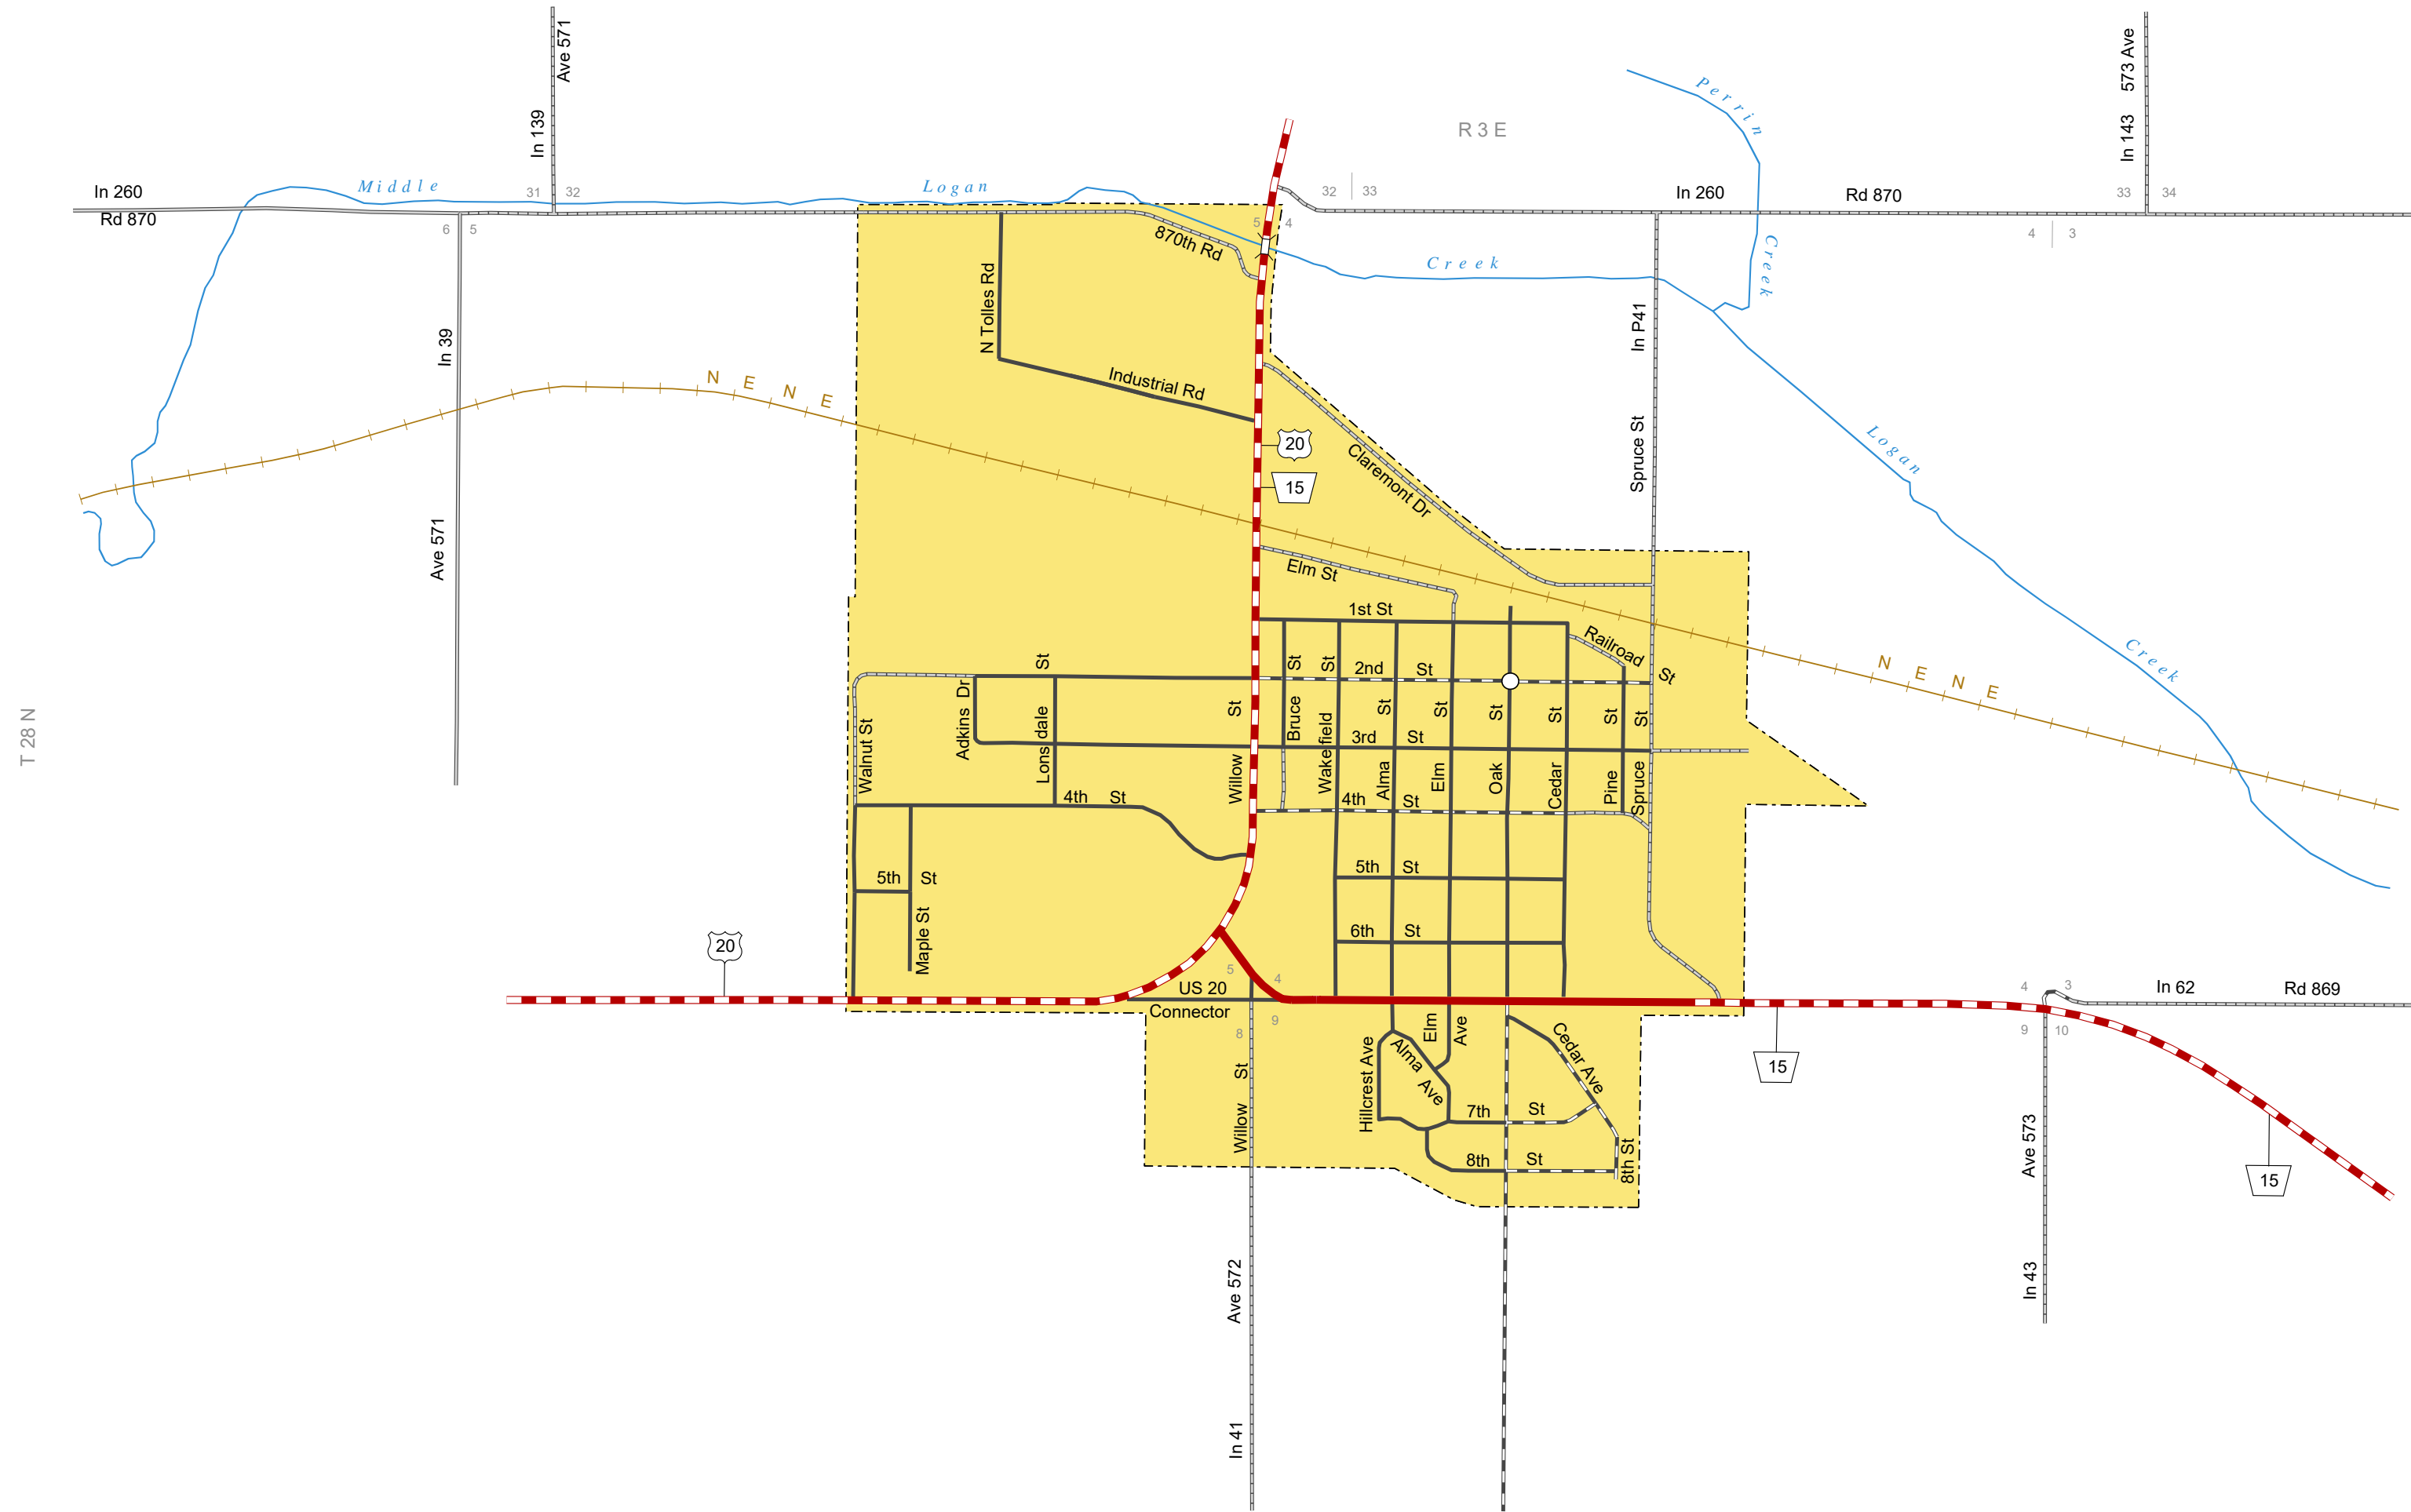 Ave 571
573 Ave
Perrin
R 3 E
In 139
In 143
In 260
Middle
31 32
Logan
32 33
In 260
Rd 870
33 34
Rd 870
6 5
5 4
4 3
870th Rd
Creek
Creek
N Tolles Rd
In 39
In P41
Industrial Rd
N E N E
20
Claremont Dr
Spruce St
Logan
15
Ave 571
Elm St
1st St
Railroad St
2nd St
N E N E
Creek
T 28 N
Walnut St
Adkins Dr
Lonsdale St
Willow St
Bruce St
Wakefield St
Alma St
Elm St
Oak St
Cedar St
Pine St
Spruce St
3rd St
4th St
4th St
5th St
5th St
Maple St
6th St
20
5 4
US 20
Connector
8 9
4 3
In 62
Rd 869
9 10
Willow St
Hillcrest Ave
Alma Ave
Elm Ave
Cedar Ave
15
7th St
8th St
8th St
Ave 573
15
Ave 572
In 43
In 41